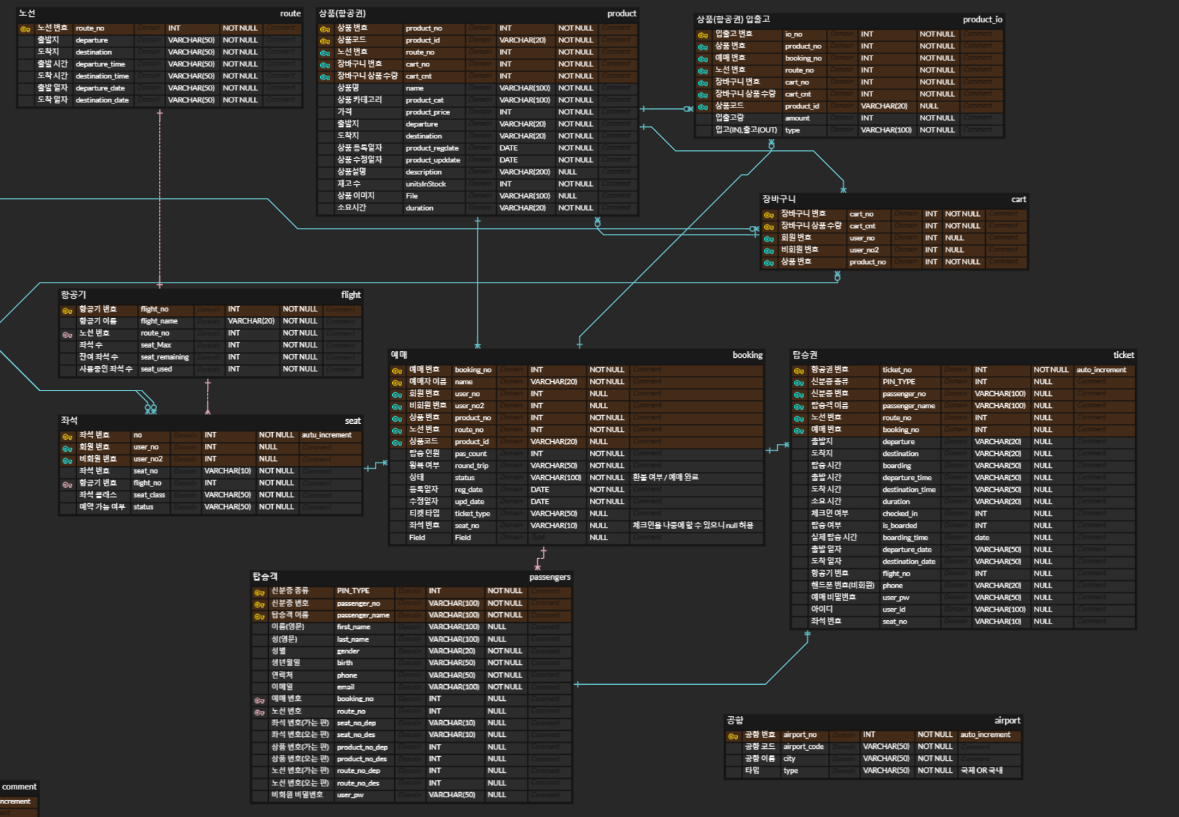 노선 route
노선 번호 route_no INT NOT NULL
출발지 departure VARCHAR(50) NOT NULL
도착지 destination VARCHAR(50) NOT NULL
출발 시간 departure_time VARCHAR(50) NOT NULL
도착 시간 destination_time VARCHAR(50) NOT NULL
출발 일자 departure_date VARCHAR(50) NOT NULL
도착 일자 destination_date VARCHAR(50) NOT NULL
상품(항공권) product
상품 번호 product_no INT NOT NULL
상품코드 product_id VARCHAR(20) NOT NULL
노선 번호 route_no INT NOT NULL
장바구니 번호 cart_no INT NOT NULL
장바구니 상품 수량 cart_cnt INT NOT NULL
상품명 name VARCHAR(100) NOT NULL
상품 카테고리 product_cat VARCHAR(100) NOT NULL
가격 product_price INT NOT NULL
출발지 departure VARCHAR(20) NOT NULL
도착지 destination VARCHAR(20) NOT NULL
상품 등록일자 product_regdate DATE NOT NULL
상품 수정일자 product_upddate DATE NOT NULL
상품설명 description VARCHAR(200) NULL
재고 수 unitsInStock INT NOT NULL
상품 이미지 File VARCHAR(100) NULL
소요시간 duration VARCHAR(20) NOT NULL
상품(항공권) 입출고 product_io
입출고 번호 io_no INT NOT NULL
상품 번호 product_no INT NOT NULL
예매 번호 booking_no INT NOT NULL
노선 번호 route_no INT NOT NULL
장바구니 번호 cart_no INT NOT NULL
장바구니 상품 수량 cart_cnt INT NOT NULL
상품코드 product_id VARCHAR(20) NULL
입출고량 amount INT NOT NULL
입고(IN),출고(OUT) type VARCHAR(100) NOT NULL
장바구니 cart
장바구니 번호 cart_no INT NOT NULL
장바구니 상품 수량 cart_cnt INT NOT NULL
회원 번호 user_no INT NULL
비회원 번호 user_no2 INT NULL
상품 번호 product_no INT NOT NULL
항공기 flight
항공기 번호 flight_no INT NOT NULL
항공기 이름 flight_name VARCHAR(20) NOT NULL
노선 번호 route_no INT NOT NULL
좌석 수 seat_Max INT NOT NULL
잔여 좌석 수 seat_remaining INT NOT NULL
사용중인 좌석 수 seat_used INT NOT NULL
좌석 seat
좌석 번호 no INT NOT NULL auto_increment
회원 번호 user_no INT NULL
비회원 번호 user_no2 INT NULL
좌석 번호 seat_no VARCHAR(10) NOT NULL
항공기 번호 flight_no INT NOT NULL
좌석 클래스 seat_class VARCHAR(50) NOT NULL
예약 가능 여부 status VARCHAR(50) NOT NULL
예매 booking
예매 번호 booking_no INT NOT NULL
예매자 이름 name VARCHAR(20) NOT NULL
회원 번호 user_no INT NULL
비회원 번호 user_no2 INT NULL
상품 번호 product_no INT NOT NULL
노선 번호 route_no INT NOT NULL
상품코드 product_id VARCHAR(20) NULL
탑승 인원 pas_count INT NOT NULL
왕복 여부 round_trip VARCHAR(50) NOT NULL
상태 status VARCHAR(100) NOT NULL 환불 여부 / 예매 완료
등록일자 reg_date DATE NOT NULL
수정일자 upd_date DATE NOT NULL
티켓 타입 ticket_type VARCHAR(50) NULL
좌석 번호 seat_no VARCHAR(10) NULL 체크인을 나중에 할 수 있으니 null 허용
Field Field Type NULL
탑승권 ticket
항공권 번호 ticket_no INT NOT NULL auto_increment
신분증 종류 PIN_TYPE INT NULL
신분증 번호 passenger_no VARCHAR(100) NULL
탑승객 이름 passenger_name VARCHAR(100) NULL
노선 번호 route_no INT NULL
예매 번호 booking_no INT NULL
출발지 departure VARCHAR(20) NULL
도착지 destination VARCHAR(20) NULL
탑승 시간 boarding VARCHAR(50) NULL
출발 시간 departure_time VARCHAR(50) NULL
도착 시간 destination_time VARCHAR(50) NULL
소요 시간 duration VARCHAR(20) NULL
체크인 여부 checked_in INT NULL
탑승 여부 is_boarded INT NULL
실제 탑승 시간 boarding_time date NULL
출발 일자 departure_date VARCHAR(50) NULL
도착 일자 destination_date VARCHAR(50) NULL
항공기 번호 flight_no INT NULL
핸드폰 번호(비회원) phone VARCHAR(20) NULL
예매 비밀번호 user_pw VARCHAR(50) NULL
아이디 user_id VARCHAR(100) NULL
좌석 번호 seat_no VARCHAR(10) NULL
탑승객 passengers
신분증 종류 PIN_TYPE INT NOT NULL
신분증 번호 passenger_no VARCHAR(100) NOT NULL
탑승객 이름 passenger_name VARCHAR(100) NOT NULL
이름(영문) first_name VARCHAR(100) NULL
성(영문) last_name VARCHAR(100) NULL
성별 gender VARCHAR(20) NOT NULL
생년월일 birth VARCHAR(50) NOT NULL
연락처 phone VARCHAR(50) NOT NULL
이메일 email VARCHAR(100) NOT NULL
예매 번호 booking_no INT NULL
노선 번호 route_no INT NULL
좌석 번호(가는 편) seat_no_dep VARCHAR(10) NULL
좌석 번호(오는 편) seat_no_des VARCHAR(10) NULL
상품 번호(가는 편) product_no_dep INT NULL
상품 번호(오는 편) product_no_des INT NULL
노선 번호(가는 편) route_no_dep INT NULL
노선 번호(오는 편) route_no_des INT NULL
비회원 비밀번호 user_pw VARCHAR(50) NULL
공항 airport
공항 번호 airport_no INT NOT NULL auto_increment
공항 코드 airport_code VARCHAR(50) NOT NULL
공항 이름 city VARCHAR(50) NOT NULL
타입 type VARCHAR(50) NOT NULL 국제 OR 국내
comment
ncrement